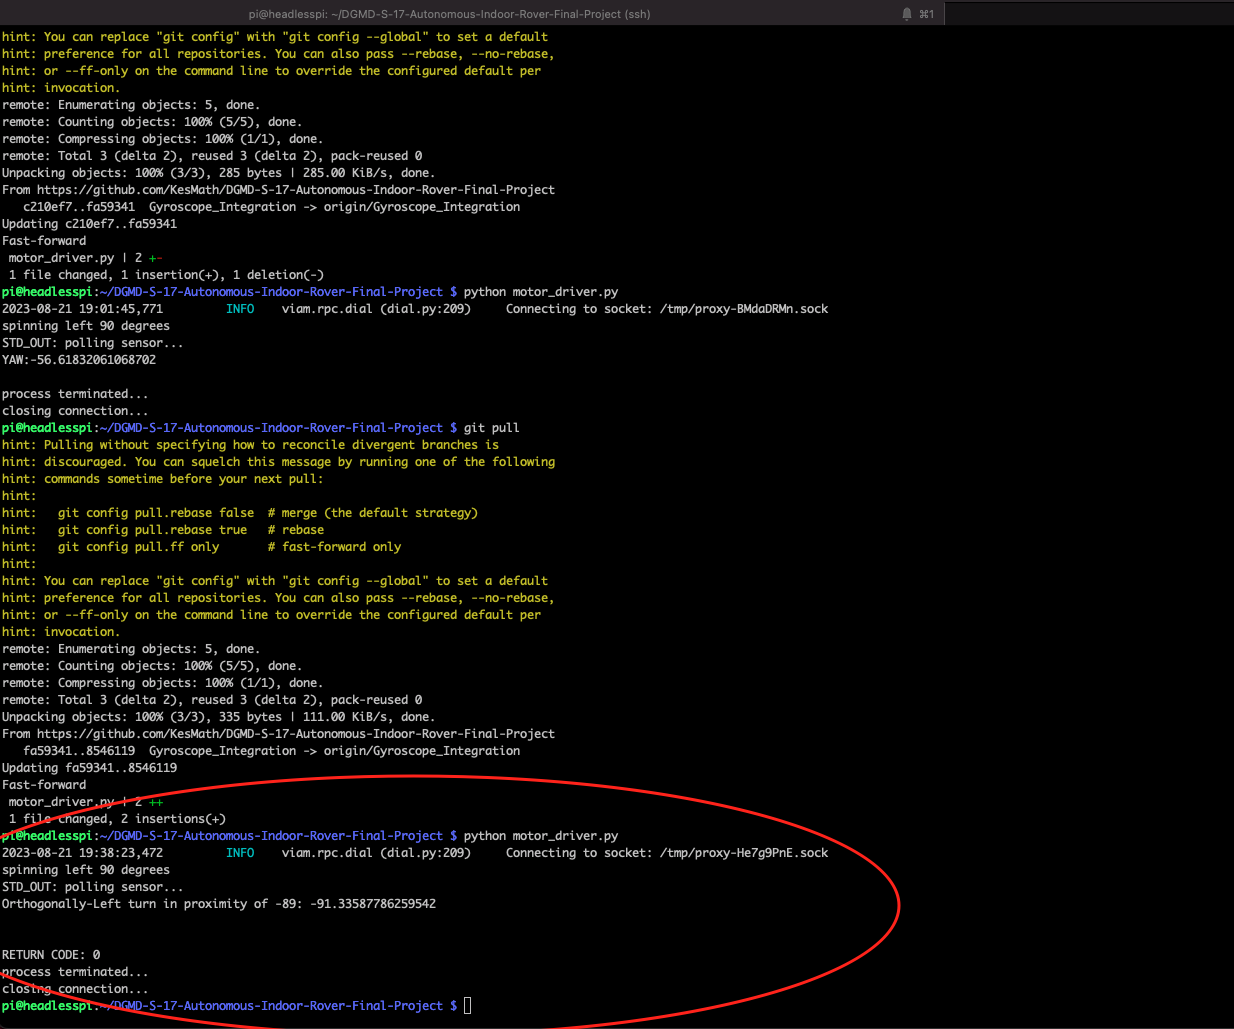 pi@headlesspi: ~/DGMD-S-17-Autonomous-Indoor-Rover-Final-Project (ssh)
⌘1
hint: You can replace "git config" with "git config --global" to set a default
hint: preference for all repositories. You can also pass --rebase, --no-rebase,
hint: or --ff-only on the command line to override the configured default per
hint: invocation.
remote: Enumerating objects: 5, done.
remote: Counting objects: 100% (5/5), done.
remote: Compressing objects: 100% (1/1), done.
remote: Total 3 (delta 2), reused 3 (delta 2), pack-reused 0
Unpacking objects: 100% (3/3), 285 bytes | 285.00 KiB/s, done.
From https://github.com/KesMath/DGMD-S-17-Autonomous-Indoor-Rover-Final-Project
   c210ef7..fa59341  Gyroscope_Integration -> origin/Gyroscope_Integration
Updating c210ef7..fa59341
Fast-forward
 motor_driver.py | 2 +-
 1 file changed, 1 insertion(+), 1 deletion(-)
pi@headlesspi:~/DGMD-S-17-Autonomous-Indoor-Rover-Final-Project $ python motor_driver.py
2023-08-21 19:01:45,771         INFO    viam.rpc.dial (dial.py:209)     Connecting to socket: /tmp/proxy-BMdaDRMn.sock
spinning left 90 degrees
STD_OUT: polling sensor...
YAW:-56.61832061068702
process terminated...
closing connection...
pi@headlesspi:~/DGMD-S-17-Autonomous-Indoor-Rover-Final-Project $ git pull
hint: Pulling without specifying how to reconcile divergent branches is
hint: discouraged. You can squelch this message by running one of the following
hint: commands sometime before your next pull:
hint:
hint:   git config pull.rebase false  # merge (the default strategy)
hint:   git config pull.rebase true   # rebase
hint:   git config pull.ff only       # fast-forward only
hint:
hint: You can replace "git config" with "git config --global" to set a default
hint: preference for all repositories. You can also pass --rebase, --no-rebase,
hint: or --ff-only on the command line to override the configured default per
hint: invocation.
remote: Enumerating objects: 5, done.
remote: Counting objects: 100% (5/5), done.
remote: Compressing objects: 100% (1/1), done.
remote: Total 3 (delta 2), reused 3 (delta 2), pack-reused 0
Unpacking objects: 100% (3/3), 335 bytes | 111.00 KiB/s, done.
From https://github.com/KesMath/DGMD-S-17-Autonomous-Indoor-Rover-Final-Project
   fa59341..8546119  Gyroscope_Integration -> origin/Gyroscope_Integration
Updating fa59341..8546119
Fast-forward
 motor_driver.py | 2 ++
 1 file changed, 2 insertions(+)
pi@headlesspi:~/DGMD-S-17-Autonomous-Indoor-Rover-Final-Project $ python motor_driver.py
2023-08-21 19:38:23,472         INFO    viam.rpc.dial (dial.py:209)     Connecting to socket: /tmp/proxy-He7g9PnE.sock
spinning left 90 degrees
STD_OUT: polling sensor...
Orthogonally-Left turn in proximity of -89: -91.33587786259542
RETURN CODE: 0
process terminated...
closing connection...
pi@headlesspi:~/DGMD-S-17-Autonomous-Indoor-Rover-Final-Project $